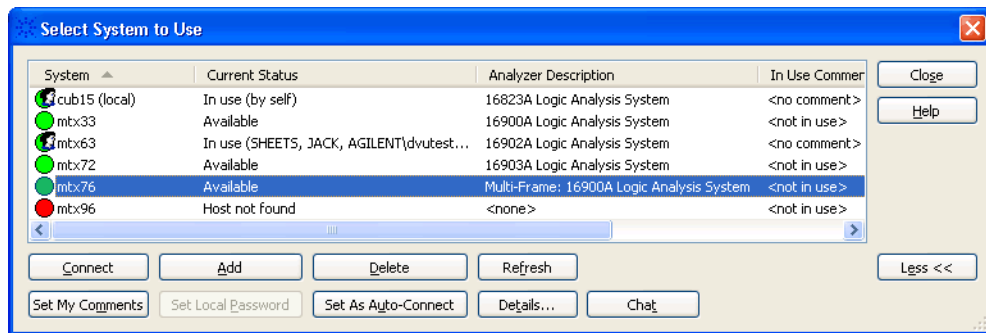 Select System to Use
System Current Status Analyzer Description In Use Commer
cub15 (local) In use (by self) 16823A Logic Analysis System <no comment>
mtx33 Available 16900A Logic Analysis System <not in use>
mtx63 In use (SHEETS, JACK, AGILENT\dvutest... 16902A Logic Analysis System <no comment>
mtx72 Available 16903A Logic Analysis System <not in use>
mtx76 Available Multi-Frame: 16900A Logic Analysis System <not in use>
mtx96 Host not found <none> <not in use>
Close
Help
Connect Add Delete Refresh Less <<
Set My Comments Set Local Password Set As Auto-Connect Details... Chat